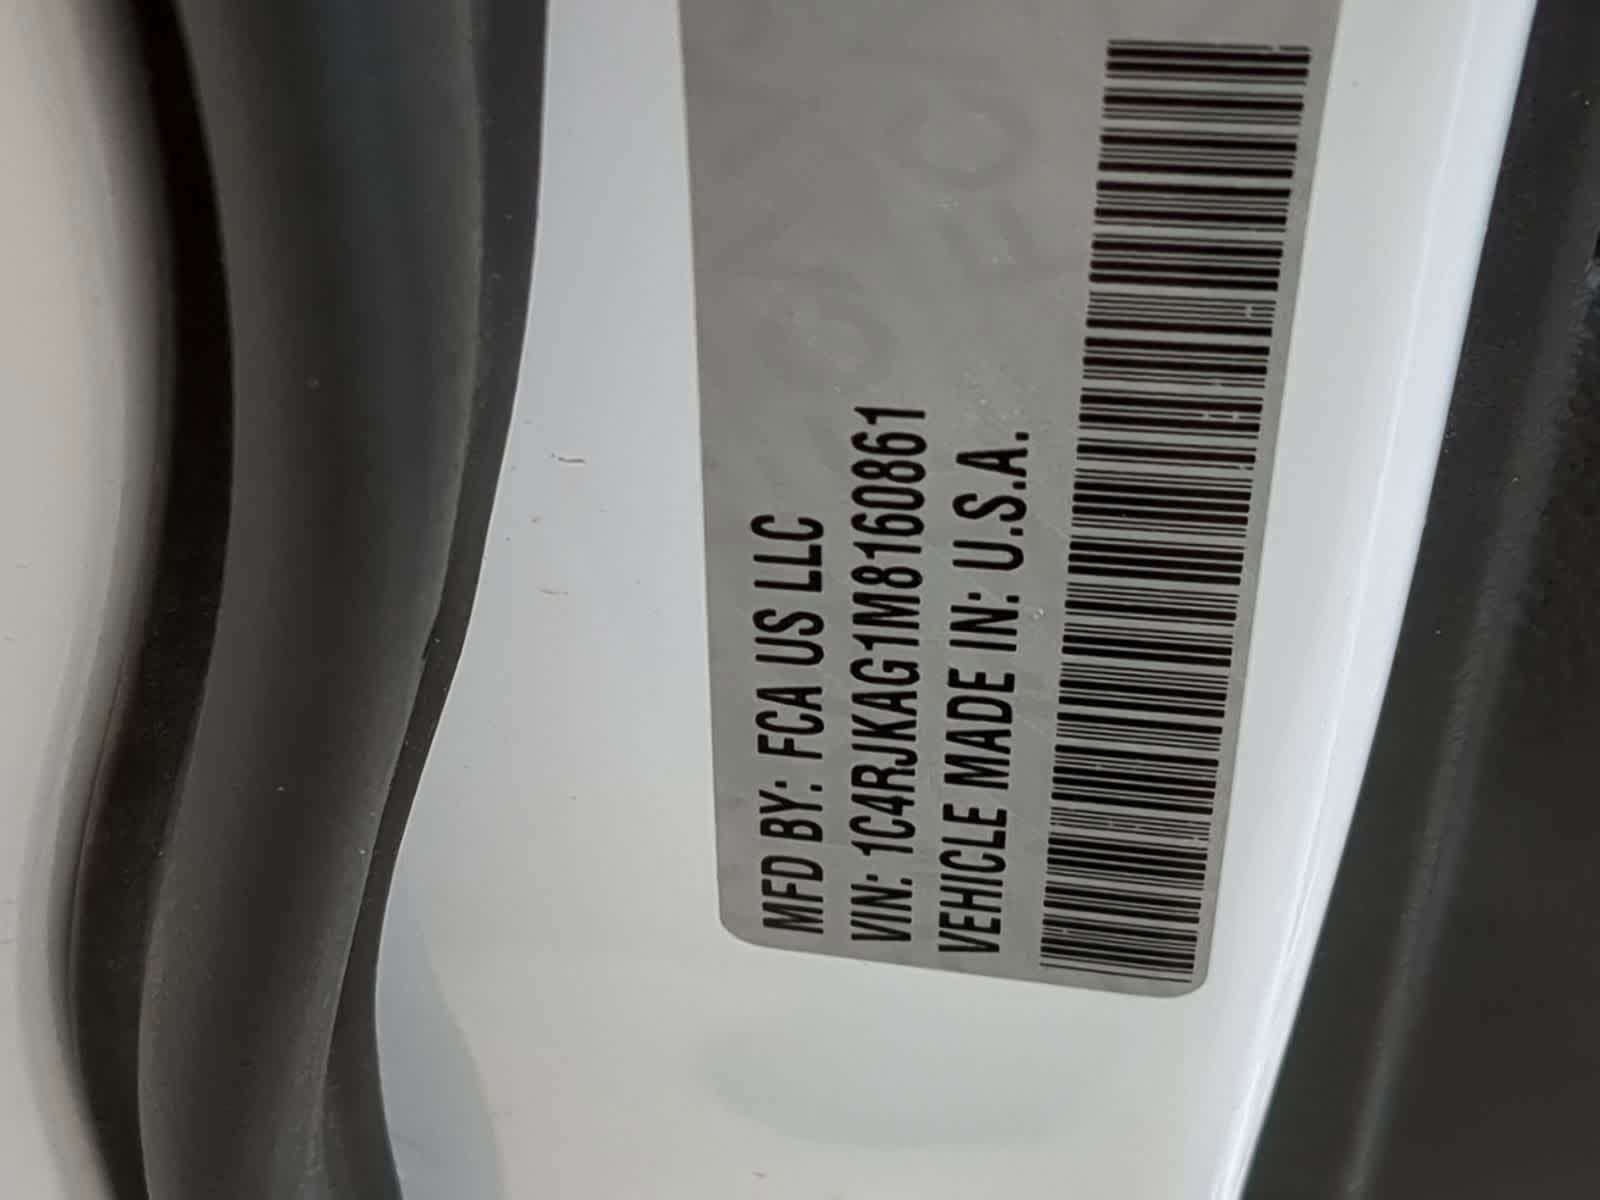 MFD BY: FCA US LLC
VIN: 1C4RJKAG1M8160861
VEHICLE MADE IN: U.S.A.